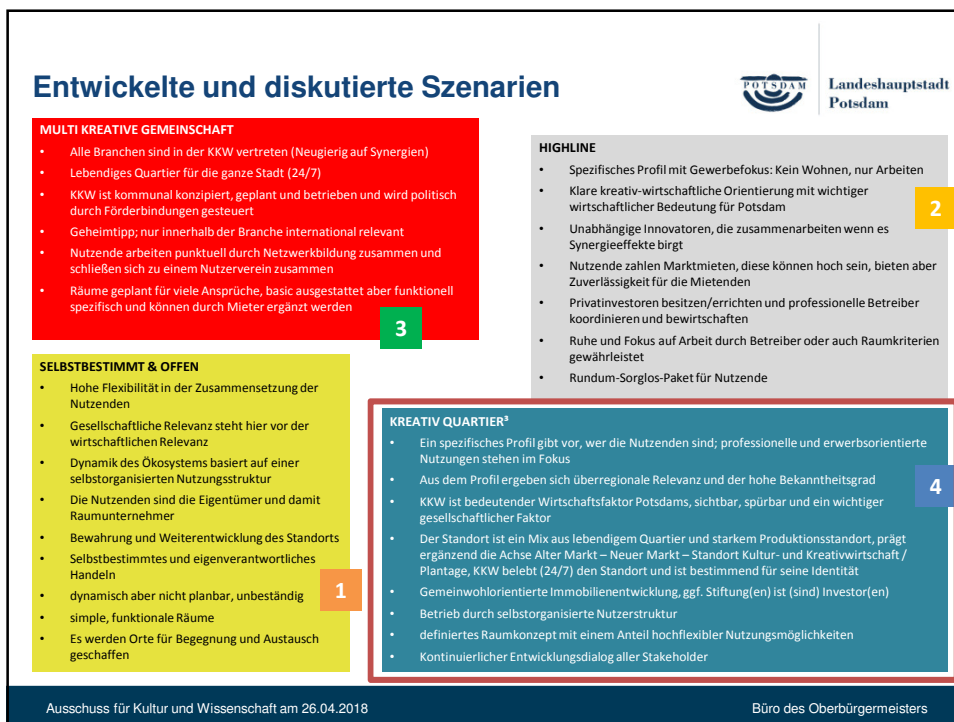 Entwickelte und diskutierte Szenarien
POTSDAM
Landeshauptstadt
Potsdam
MULTI KREATIVE GEMEINSCHAFT
• Alle Branchen sind in der KKW vertreten (Neugierig auf Synergien)
• Lebendiges Quartier für die ganze Stadt (24/7)
• KKW ist kommunal konzipiert, geplant und betrieben und wird politisch
durch Förderbindungen gesteuert
• Geheimtipp; nur innerhalb der Branche international relevant
• Nutzende arbeiten punktuell durch Netzwerkbildung zusammen und
schließen sich zu einem Nutzerverein zusammen
• Räume geplant für viele Ansprüche, basic ausgestattet aber funktionell
spezifisch und können durch Mieter ergänzt werden
3
HIGHLINE
• Spezifisches Profil mit Gewerbefokus: Kein Wohnen, nur Arbeiten
• Klare kreativ-wirtschaftliche Orientierung mit wichtiger
wirtschaftlicher Bedeutung für Potsdam
• Unabhängige Innovatoren, die zusammenarbeiten wenn es
Synergieeffekte birgt
• Nutzende zahlen Marktmieten, diese können hoch sein, bieten aber
Zuverlässigkeit für die Mietenden
• Privatinvestoren besitzen/errichten und professionelle Betreiber
koordinieren und bewirtschaften
• Ruhe und Fokus auf Arbeit durch Betreiber oder auch Raumkriterien
gewährleistet
• Rundum-Sorglos-Paket für Nutzende
2
SELBSTBESTIMMT & OFFEN
• Hohe Flexibilität in der Zusammensetzung der
Nutzenden
• Gesellschaftliche Relevanz steht hier vor der
wirtschaftlichen Relevanz
• Dynamik des Ökosystems basiert auf einer
selbstorganisierten Nutzungsstruktur
• Die Nutzenden sind die Eigentümer und damit
Raumunternehmer
• Bewahrung und Weiterentwicklung des Standorts
• Selbstbestimmtes und eigenverantwortliches
Handeln
• dynamisch aber nicht planbar, unbeständig
• simple, funktionale Räume
• Es werden Orte für Begegnung und Austausch
geschaffen
1
KREATIV QUARTIER³
• Ein spezifisches Profil gibt vor, wer die Nutzenden sind; professionelle und erwerbsorientierte
Nutzungen stehen im Fokus
• Aus dem Profil ergeben sich überregionale Relevanz und der hohe Bekanntheitsgrad
• KKW ist bedeutender Wirtschaftsfaktor Potsdams, sichtbar, spürbar und ein wichtiger
gesellschaftlicher Faktor
• Der Standort ist ein Mix aus lebendigem Quartier und starkem Produktionsstandort, prägt
ergänzend die Achse Alter Markt – Neuer Markt – Standort Kultur- und Kreativwirtschaft /
Plantage, KKW belebt (24/7) den Standort und ist bestimmend für seine Identität
• Gemeinwohlorientierte Immobilienentwicklung, ggf. Stiftung(en) ist (sind) Investor(en)
• Betrieb durch selbstorganisierte Nutzerstruktur
• definiertes Raumkonzept mit einem Anteil hochflexibler Nutzungsmöglichkeiten
• Kontinuierlicher Entwicklungsdialog aller Stakeholder
4
Ausschuss für Kultur und Wissenschaft am 26.04.2018
Büro des Oberbürgermeisters